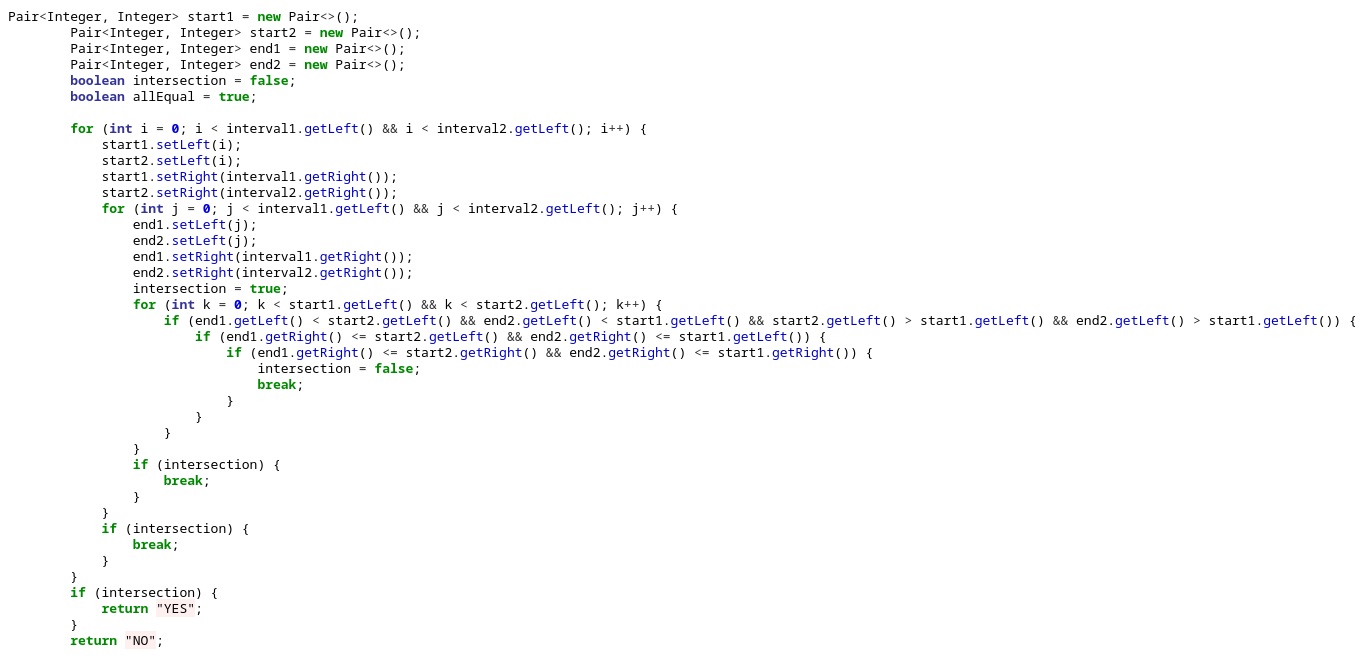 Pair<Integer, Integer> start1 = new Pair<>();
        Pair<Integer, Integer> start2 = new Pair<>();
        Pair<Integer, Integer> end1 = new Pair<>();
        Pair<Integer, Integer> end2 = new Pair<>();
        boolean intersection = false;
        boolean allEqual = true;

        for (int i = 0; i < interval1.getLeft() && i < interval2.getLeft(); i++) {
            start1.setLeft(i);
            start2.setLeft(i);
            start1.setRight(interval1.getRight());
            start2.setRight(interval2.getRight());
            for (int j = 0; j < interval1.getLeft() && j < interval2.getLeft(); j++) {
                end1.setLeft(j);
                end2.setLeft(j);
                end1.setRight(interval1.getRight());
                end2.setRight(interval2.getRight());
                intersection = true;
                for (int k = 0; k < start1.getLeft() && k < start2.getLeft(); k++) {
                    if (end1.getLeft() < start2.getLeft() && end2.getLeft() < start1.getLeft() && start2.getLeft() > start1.getLeft() && end2.getLeft() > start1.getLeft()) {
                        if (end1.getRight() <= start2.getLeft() && end2.getRight() <= start1.getLeft()) {
                            if (end1.getRight() <= start2.getRight() && end2.getRight() <= start1.getRight()) {
                                intersection = false;
                                break;
                            }
                        }
                    }
                }
                if (intersection) {
                    break;
                }
            }
            if (intersection) {
                break;
            }
        }
        if (intersection) {
            return "YES";
        }
        return "NO";